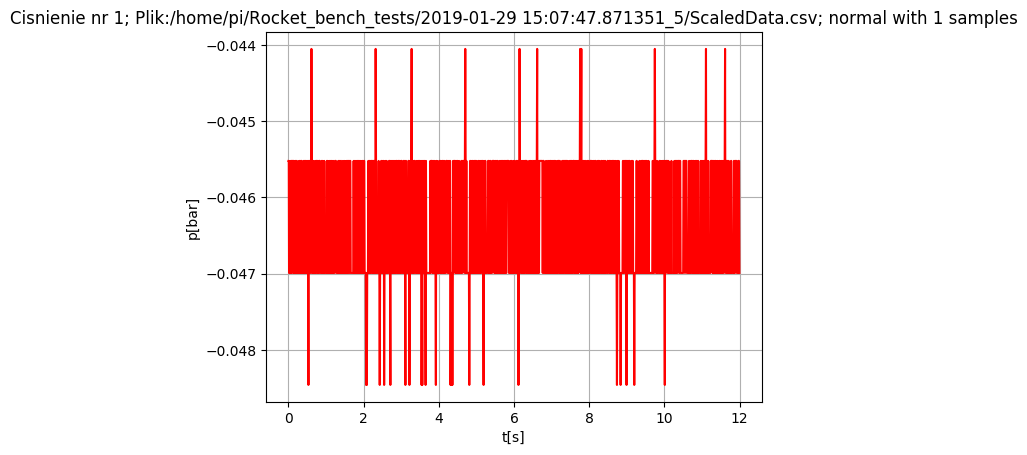 Cisnienie nr 1; Plik:/home/pi/Rocket_bench_tests/2019-01-29 15:07:47.871351_5/ScaledData.csv; normal with 1 samples
−0.044
−0.045
−0.046
−0.047
−0.048
p[bar]
0 2 4 6 8 10 12
t[s]